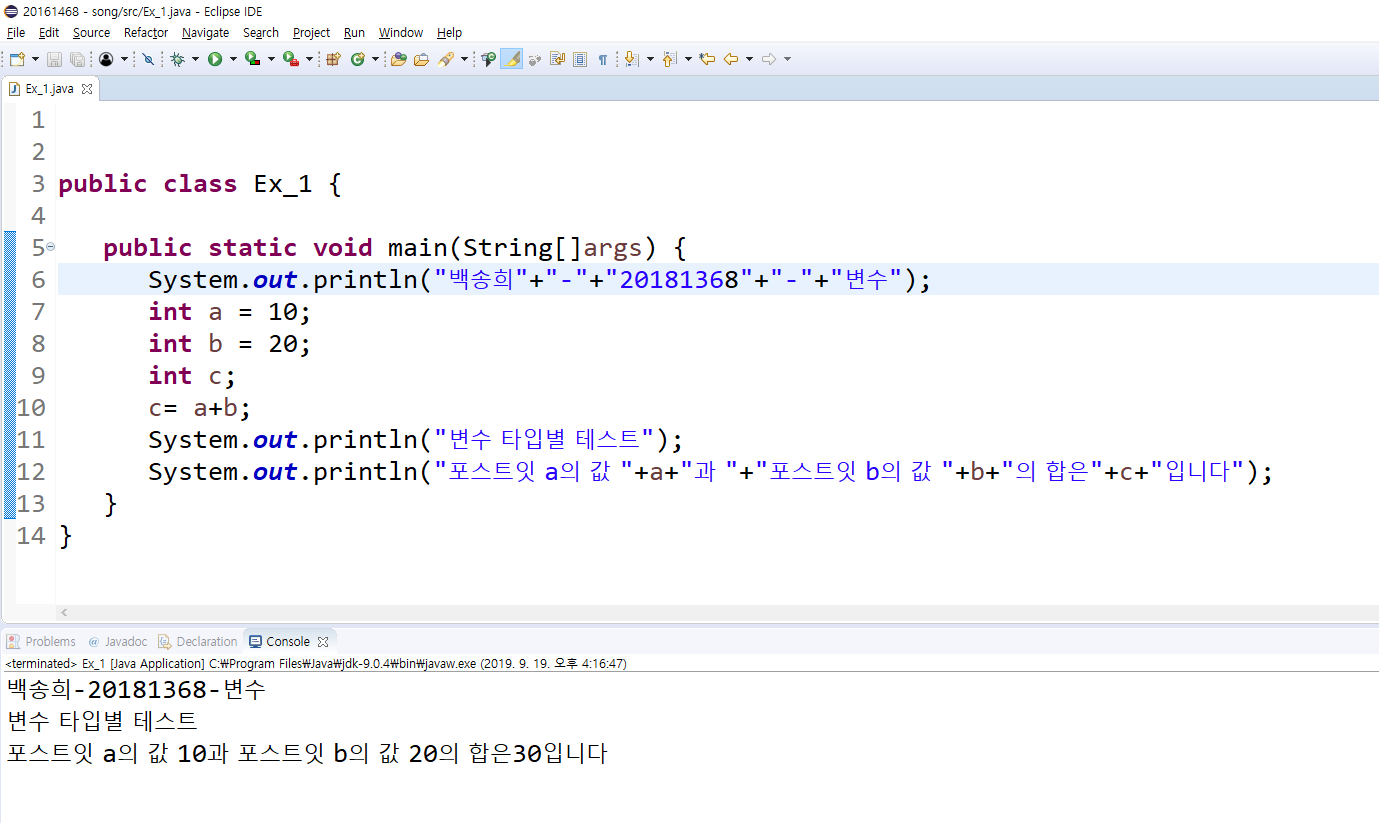 20161468 - song/src/Ex_1.java - Eclipse IDE
File Edit Source Refactor Navigate Search Project Run Window Help
Ex_1.java
1
2
3 public class Ex_1 {
4
5 public static void main(String[]args) {
6 System.out.println("백송희"+"-"+"20181368"+"-"+"변수");
7 int a = 10;
8 int b = 20;
9 int c;
10 c= a+b;
11 System.out.println("변수 타입별 테스트");
12 System.out.println("포스트잇 a의 값 "+a+"과 "+"포스트잇 b의 값 "+b+"의 합은"+c+"입니다");
13 }
14 }
Problems @ Javadoc Declaration Console
<terminated> Ex_1 [Java Application] C:₩Program Files₩Java₩jdk-9.0.4₩bin₩javaw.exe (2019. 9. 19. 오후 4:16:47)
백송희-20181368-변수
변수 타입별 테스트
포스트잇 a의 값 10과 포스트잇 b의 값 20의 합은30입니다